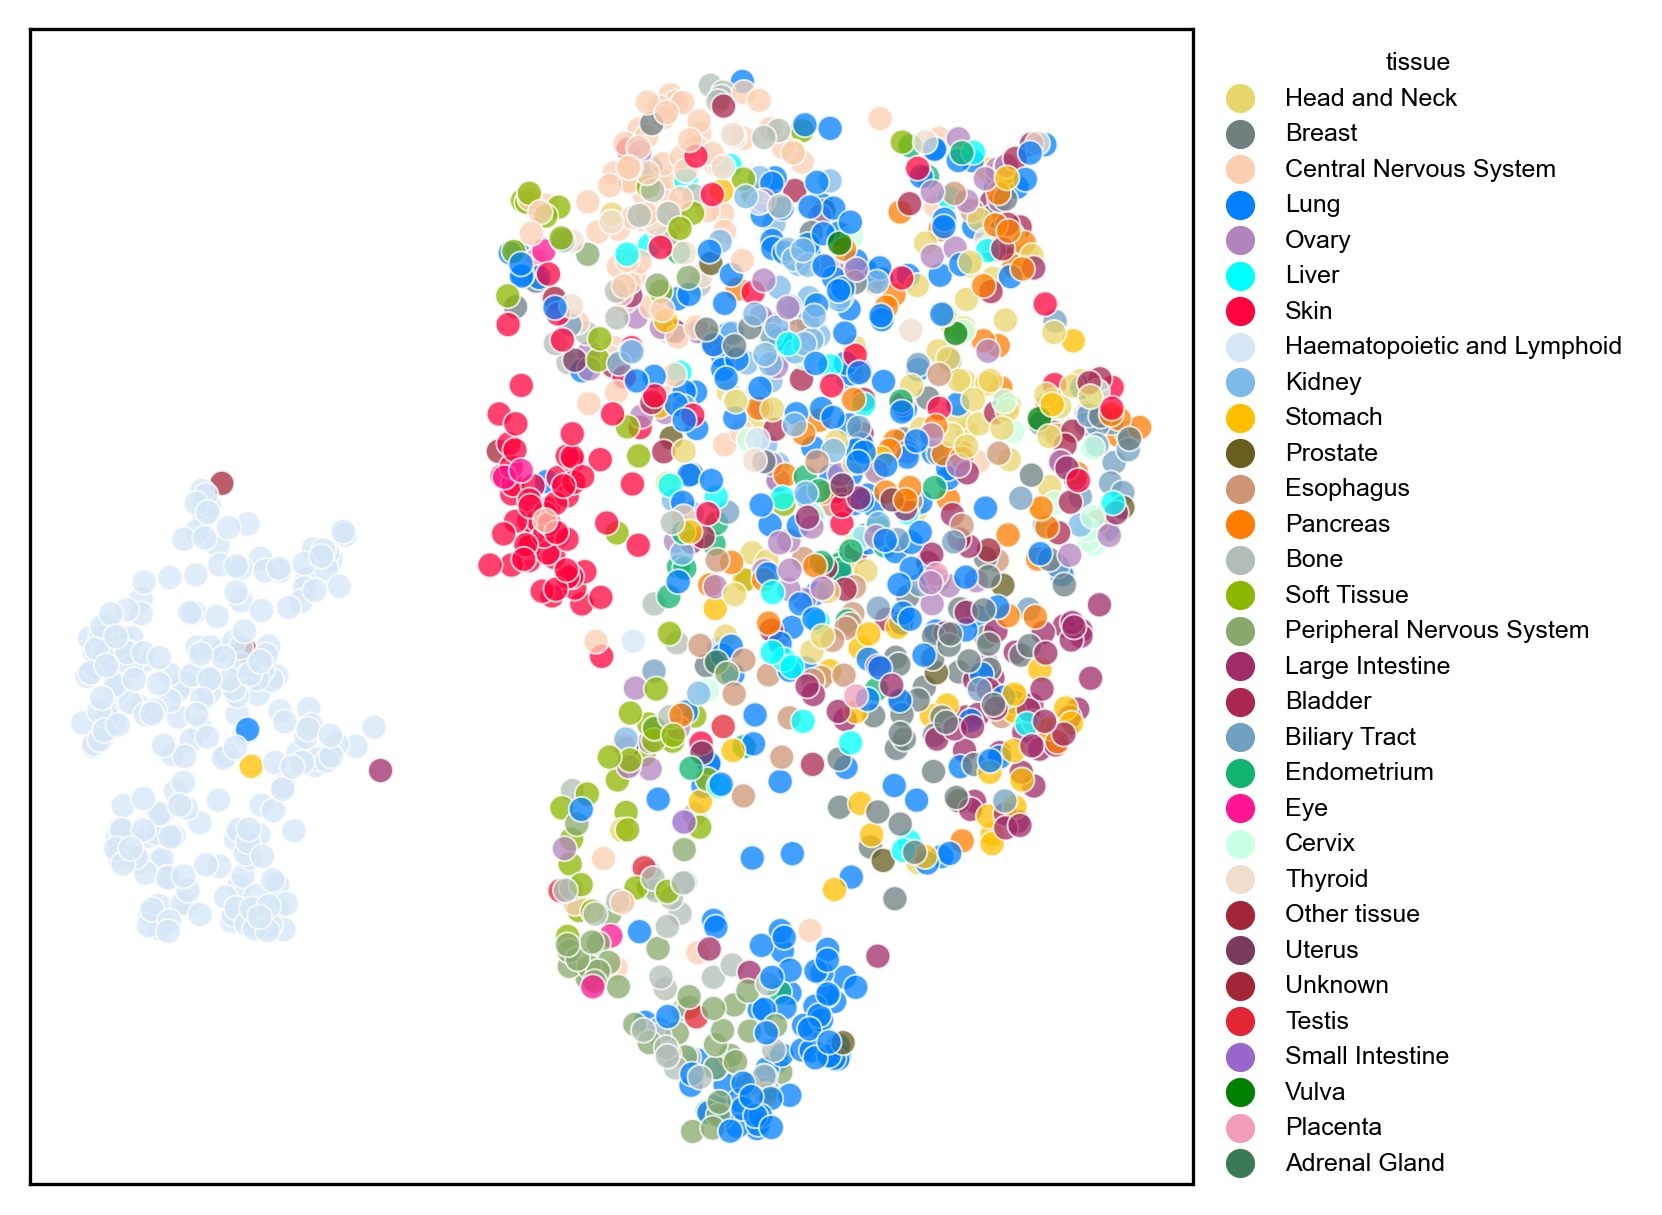 tissue
Head and Neck
Breast
Central Nervous System
Lung
Ovary
Liver
Skin
Haematopoietic and Lymphoid
Kidney
Stomach
Prostate
Esophagus
Pancreas
Bone
Soft Tissue
Peripheral Nervous System
Large Intestine
Bladder
Biliary Tract
Endometrium
Eye
Cervix
Thyroid
Other tissue
Uterus
Unknown
Testis
Small Intestine
Vulva
Placenta
Adrenal Gland